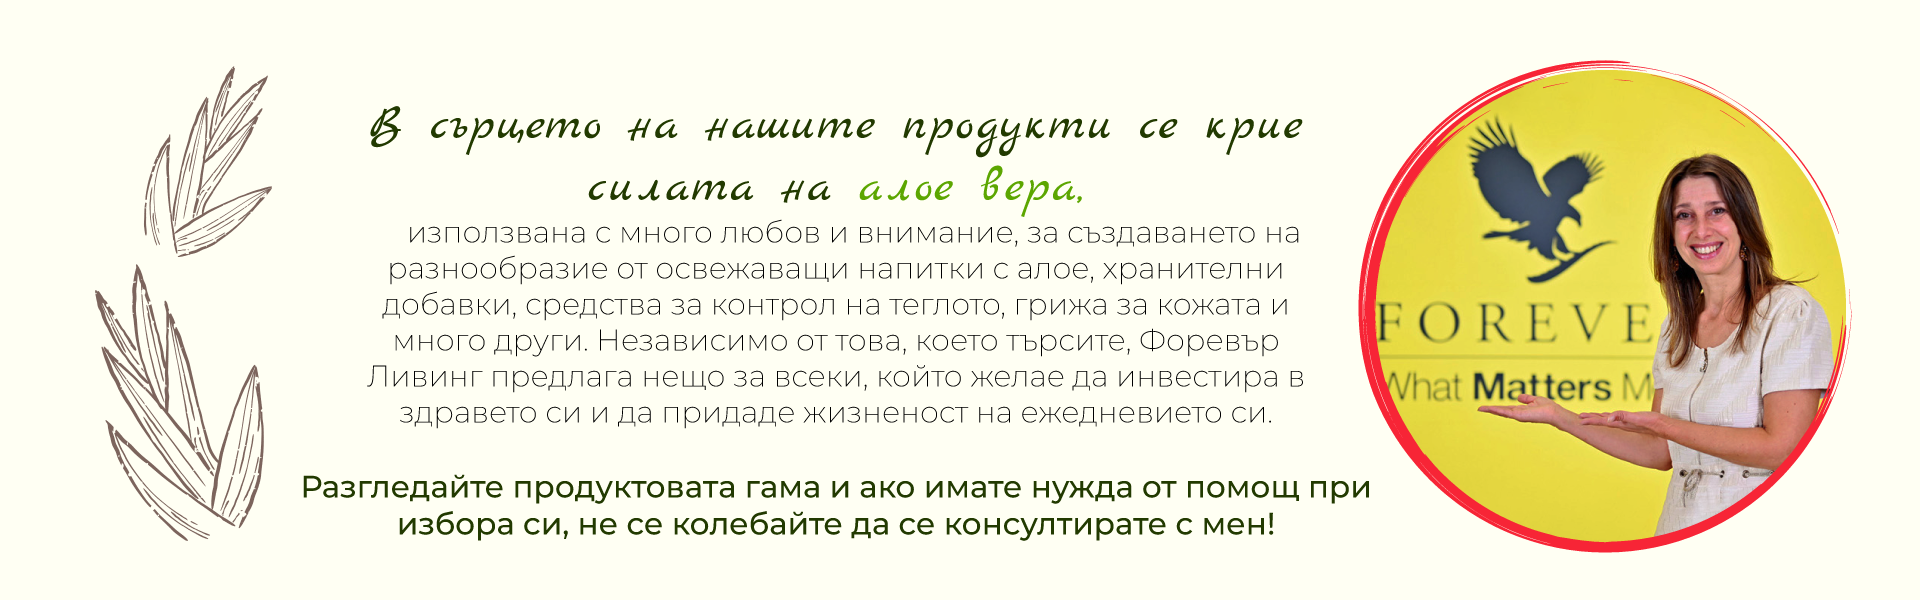 В сърцето на нашите продукти се крие
силата на алое вера,
използвана с много любов и внимание, за създаването на
разнообразие от освежаващи напитки с алое, хранителни
добавки, средства за контрол на теглото, грижа за кожата и
много други. Независимо от това, което търсите, Форевър
Ливинг предлага нещо за всеки, който желае да инвестира в
здравето си и да придаде жизненост на ежедневието си.
Разгледайте продуктовата гама и ако имате нужда от помощ при
избора си, не се колебайте да се консултирате с мен!
FOREVE
What Matters M